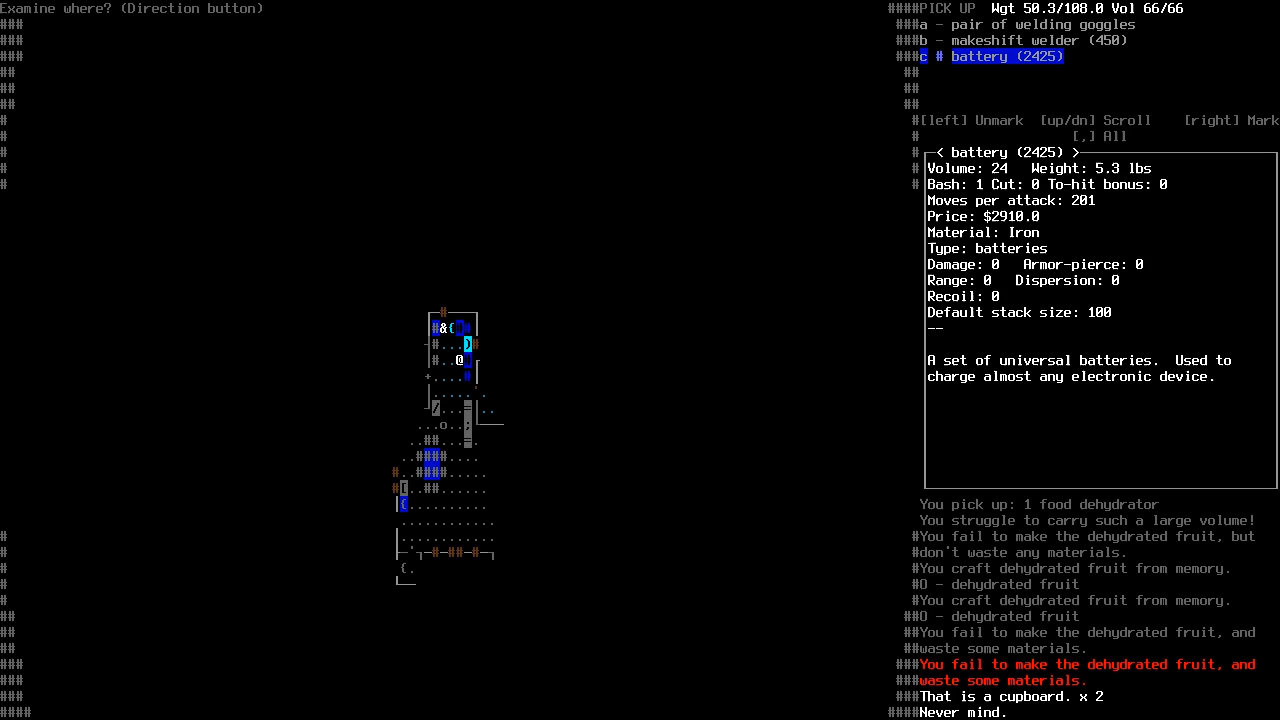 Examine where? (Direction button)
PICK UP  Wgt 50.3/108.0 Vol 66/66
a - pair of welding goggles
b - makeshift welder (450)
c # battery (2425)
[left] Unmark  [up/dn] Scroll    [right] Mark
[,] All
< battery (2425) >
Volume: 24   Weight: 5.3 lbs
Bash: 1 Cut: 0 To-hit bonus: 0
Moves per attack: 201
Price: $2910.0
Material: Iron
Type: batteries
Damage: 0   Armor-pierce: 0
Range: 0   Dispersion: 0
Recoil: 0
Default stack size: 100
--
A set of universal batteries.  Used to
charge almost any electronic device.
You pick up: 1 food dehydrator
You struggle to carry such a large volume!
You fail to make the dehydrated fruit, but
don't waste any materials.
You craft dehydrated fruit from memory.
O - dehydrated fruit
You craft dehydrated fruit from memory.
O - dehydrated fruit
You fail to make the dehydrated fruit, and
waste some materials.
You fail to make the dehydrated fruit, and
waste some materials.
That is a cupboard. x 2
Never mind.